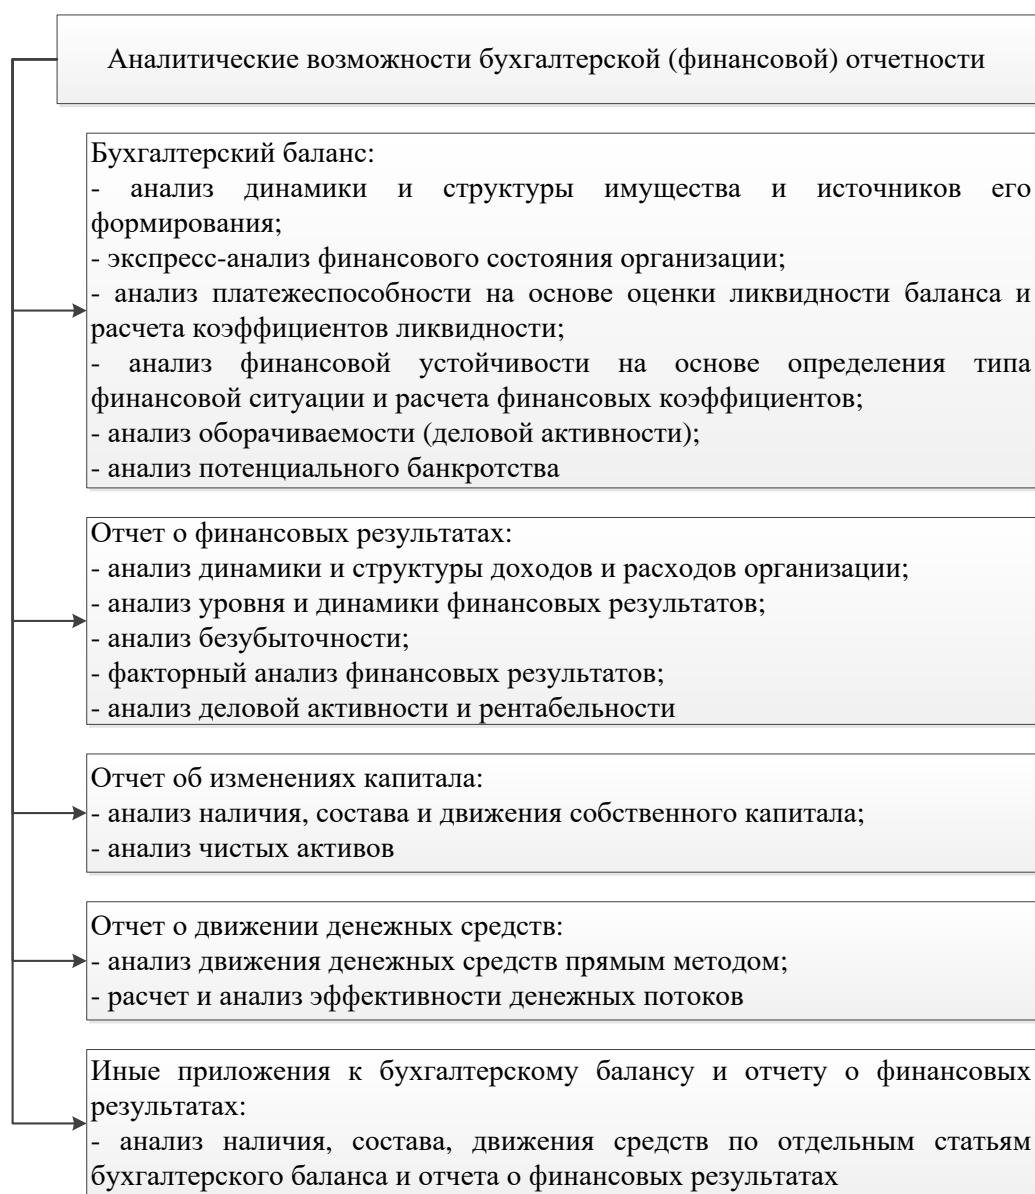 Аналитические возможности бухгалтерской (финансовой) отчетности
Бухгалтерский баланс:
- анализ динамики и структуры имущества и источников его
формирования;
- экспресс-анализ финансового состояния организации;
- анализ платежеспособности на основе оценки ликвидности баланса и
расчета коэффициентов ликвидности;
- анализ финансовой устойчивости на основе определения типа
финансовой ситуации и расчета финансовых коэффициентов;
- анализ оборачиваемости (деловой активности);
- анализ потенциального банкротства
Отчет о финансовых результатах:
- анализ динамики и структуры доходов и расходов организации;
- анализ уровня и динамики финансовых результатов;
- анализ безубыточности;
- факторный анализ финансовых результатов;
- анализ деловой активности и рентабельности
Отчет об изменениях капитала:
- анализ наличия, состава и движения собственного капитала;
- анализ чистых активов
Отчет о движении денежных средств:
- анализ движения денежных средств прямым методом;
- расчет и анализ эффективности денежных потоков
Иные приложения к бухгалтерскому балансу и отчету о финансовых
результатах:
- анализ наличия, состава, движения средств по отдельным статьям
бухгалтерского баланса и отчета о финансовых результатах